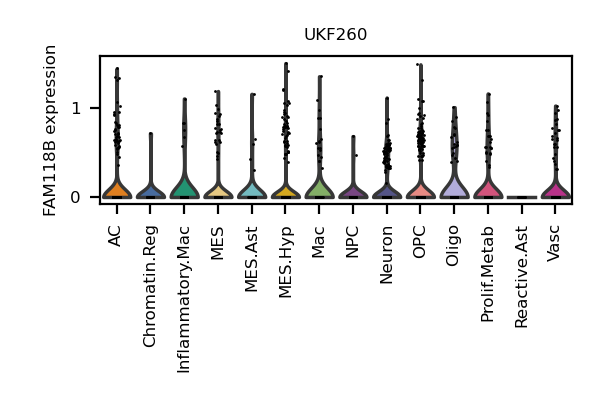 UKF260
FAM118B expression
1
0
AC
Chromatin.Reg
Inflammatory.Mac
MES
MES.Ast
MES.Hyp
Mac
NPC
Neuron
OPC
Oligo
Prolif.Metab
Reactive.Ast
Vasc